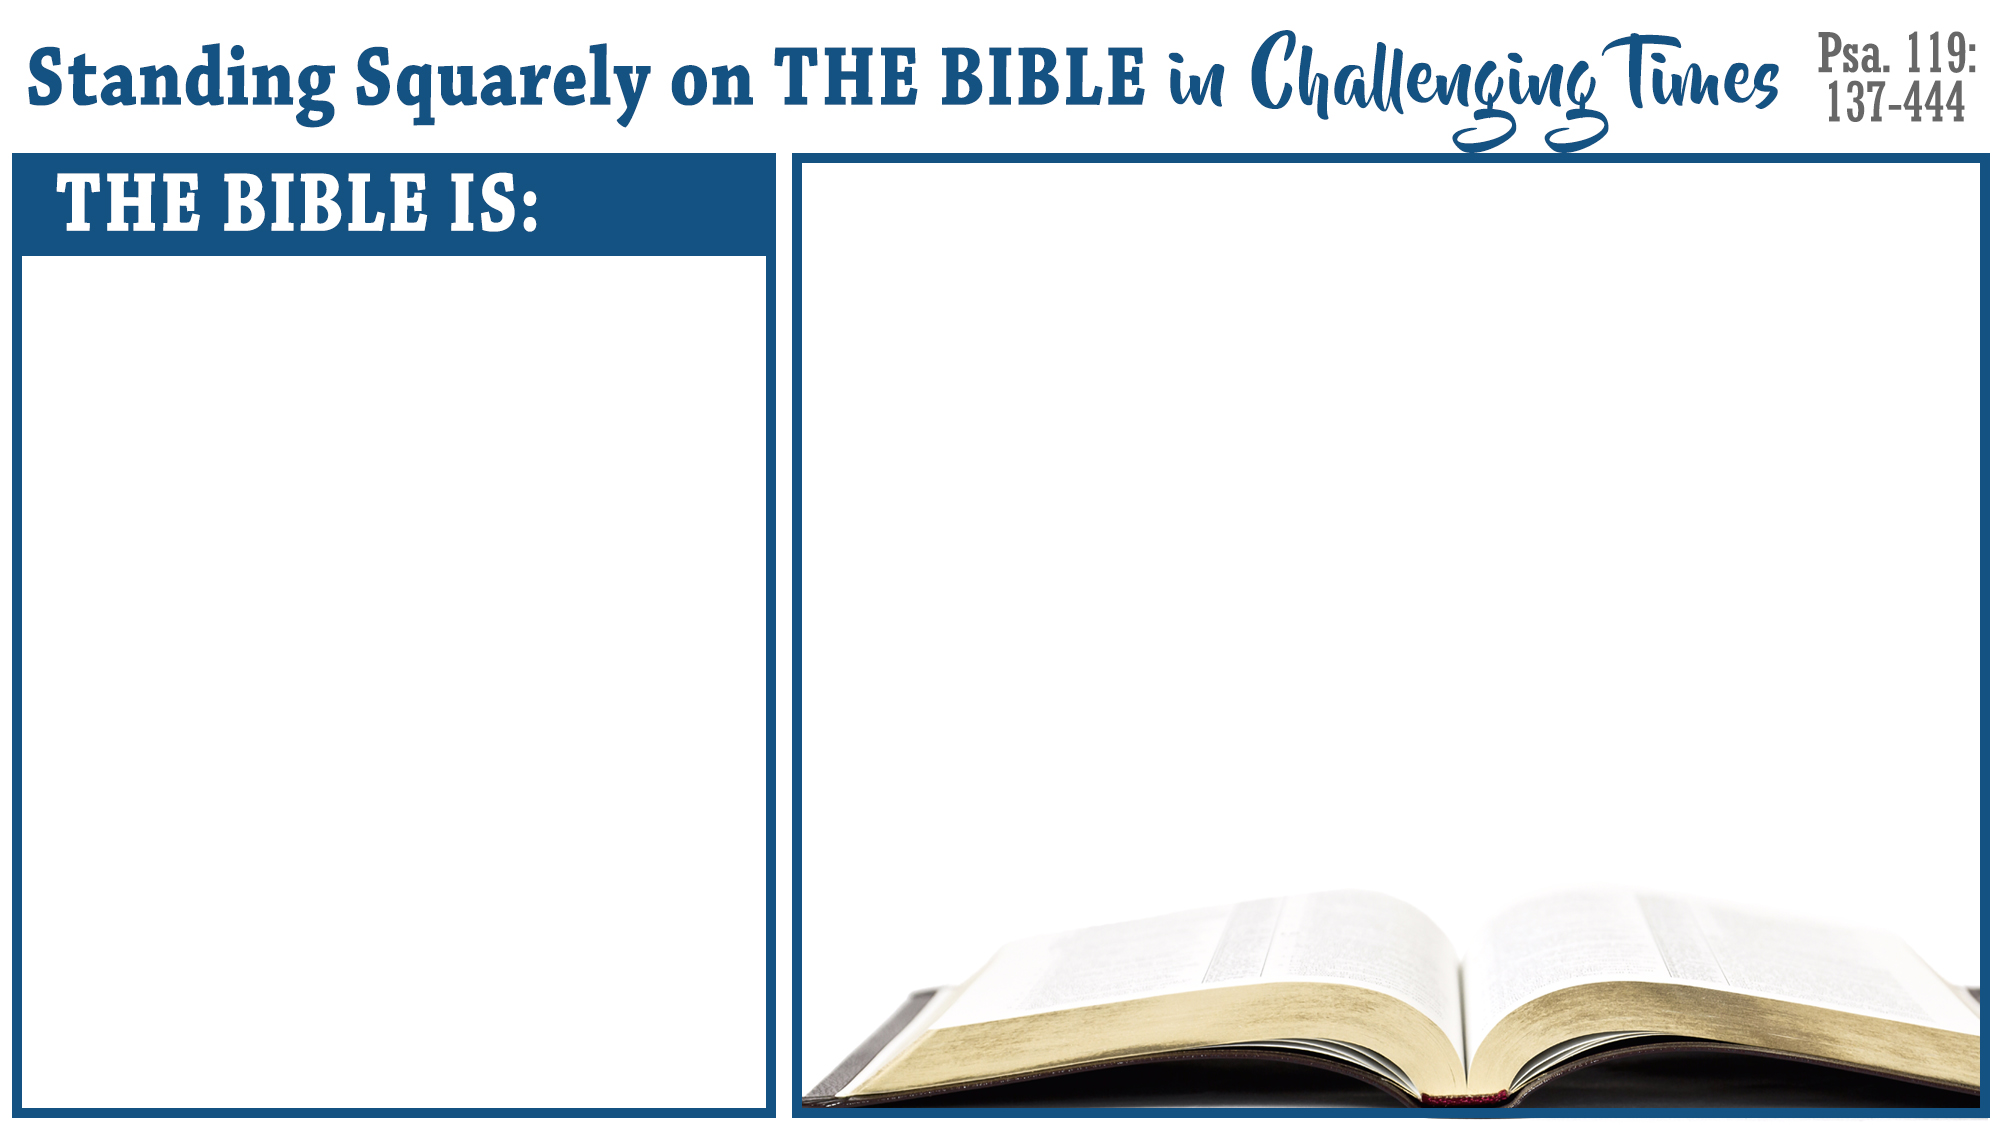 Standing Squarely on THE BIBLE in Challenging Times
Psa. 119:
137-444
THE BIBLE IS: